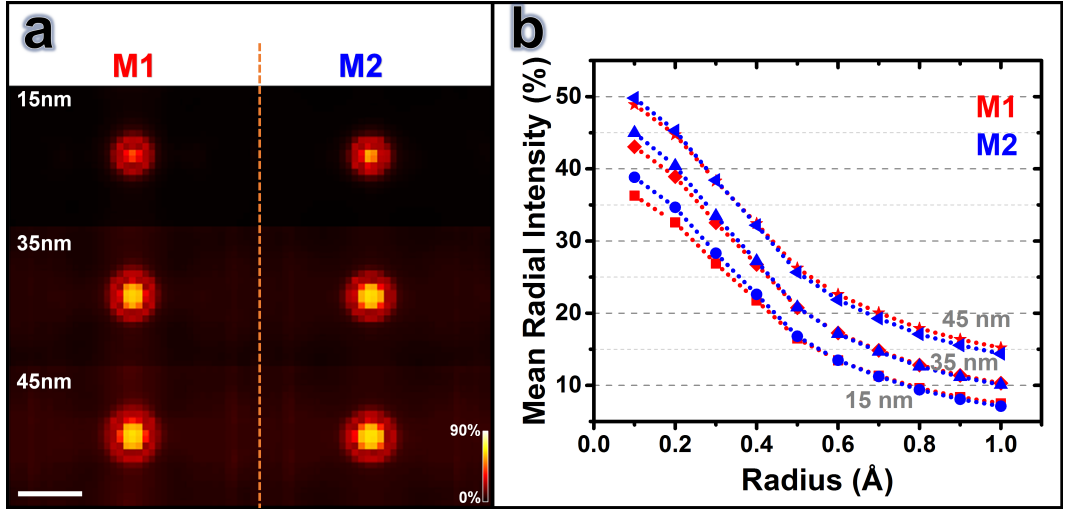 a
M1
M2
15nm
35nm
45nm
90%
0%
b
Mean Radial Intensity (%)
50
40
30
20
10
M1
M2
45 nm
35 nm
15 nm
0.0 0.2 0.4 0.6 0.8 1.0
Radius (Å)